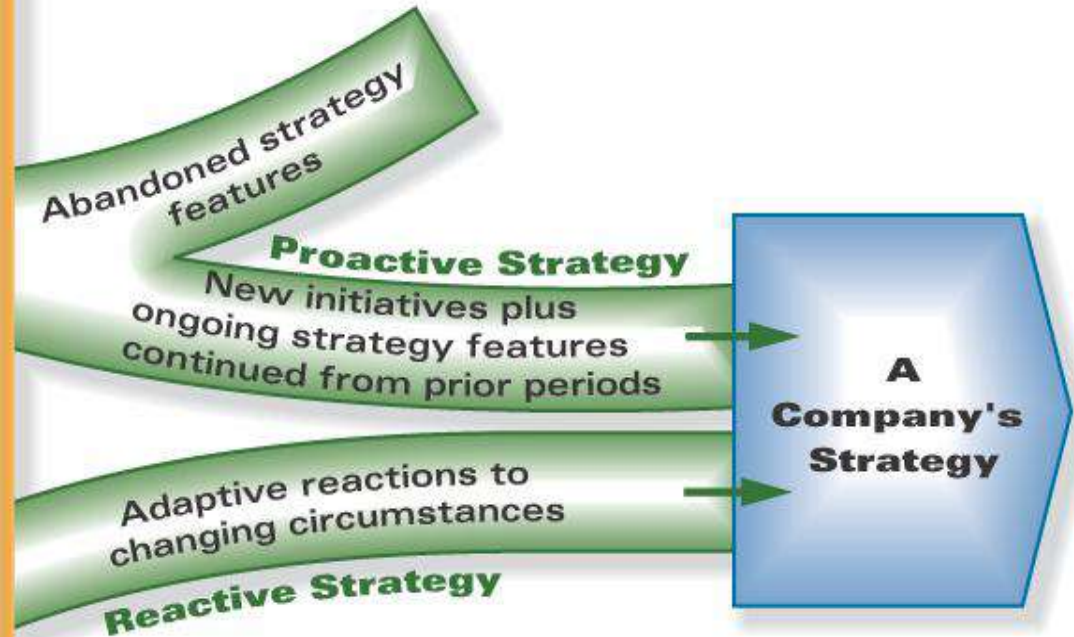 Abandoned strategy
features
Proactive Strategy
New initiatives plus
ongoing strategy features
continued from prior periods
Adaptive reactions to
changing circumstances
Reactive Strategy
A
Company's
Strategy